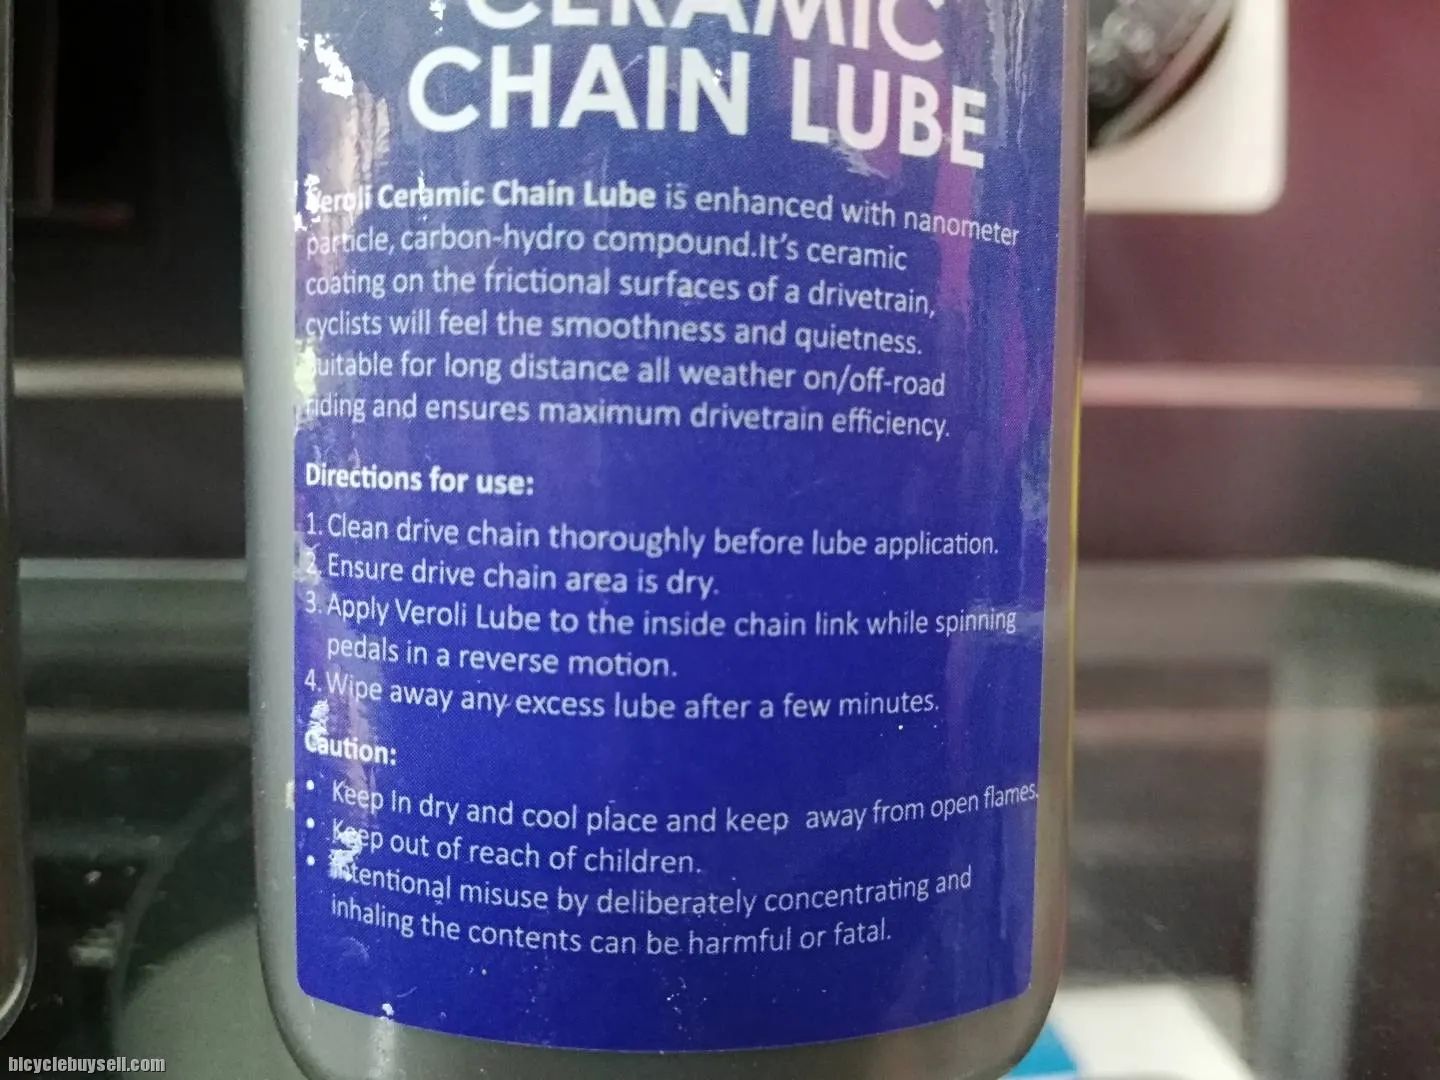 CERAMIC
CHAIN LUBE
Veroli Ceramic Chain Lube is enhanced with nanometer
particle, carbon-hydro compound.It's ceramic
coating on the frictional surfaces of a drivetrain,
cyclists will feel the smoothness and quietness.
Suitable for long distance all weather on/off-road
riding and ensures maximum drivetrain efficiency.
Directions for use:
1. Clean drive chain thoroughly before lube application.
2. Ensure drive chain area is dry.
3. Apply Veroli Lube to the inside chain link while spinning
pedals in a reverse motion.
4. Wipe away any excess lube after a few minutes.
Caution:
• Keep In dry and cool place and keep away from open flames.
• Keep out of reach of children.
• Intentional misuse by deliberately concentrating and
inhaling the contents can be harmful or fatal.
bicyclebuysell.com